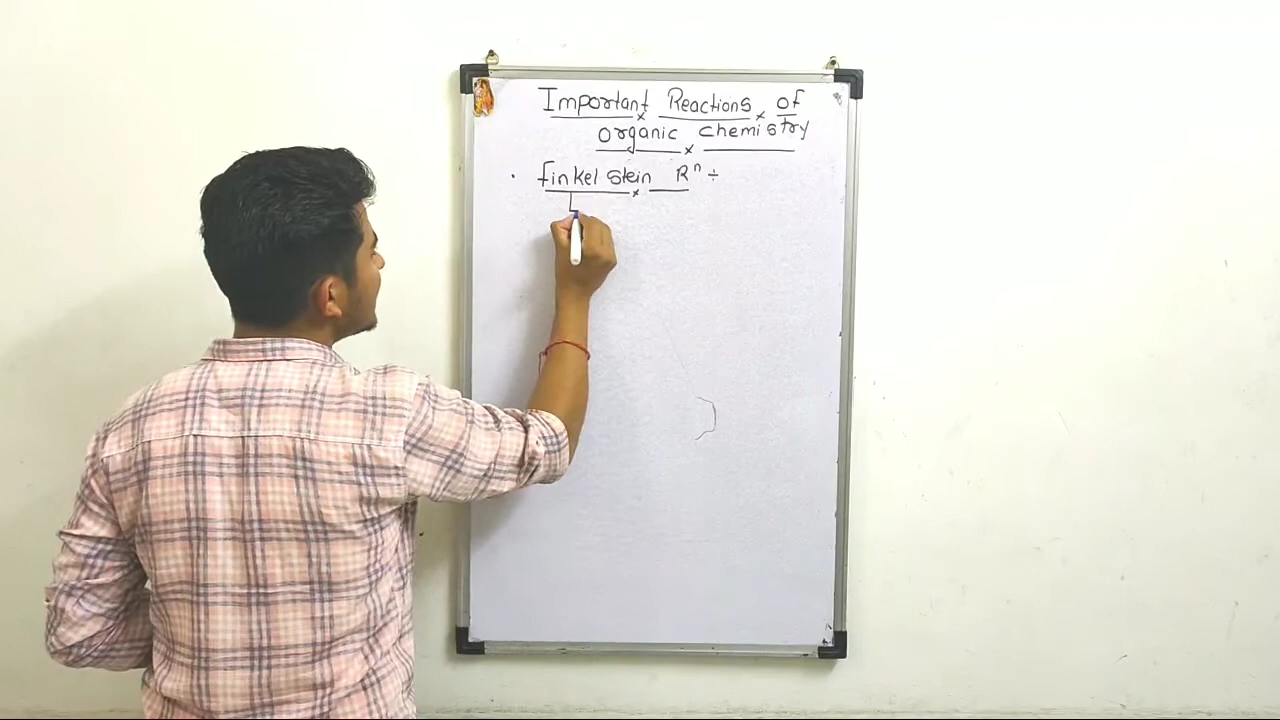 Important Reactions of
organic chemistry
• finkel stein Rⁿ ÷